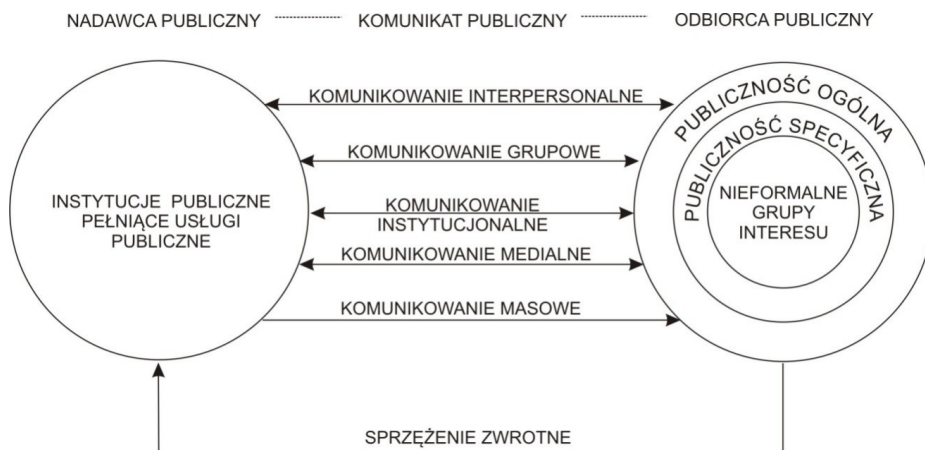 NADAWCA PUBLICZNY KOMUNIKAT PUBLICZNY ODBIORCA PUBLICZNY
KOMUNIKOWANIE INTERPERSONALNE
KOMUNIKOWANIE GRUPOWE
KOMUNIKOWANIE
INSTYTUCJONALNE
KOMUNIKOWANIE MEDIALNE
KOMUNIKOWANIE MASOWE
INSTYTUCJE PUBLICZNE
PEŁNIĄCE USŁUGI
PUBLICZNE
PUBLICZNOŚĆ OGÓLNA
PUBLICZNOŚĆ SPECYFICZNA
NIEFORMALNE
GRUPY
INTERESU
SPRZĘŻENIE ZWROTNE